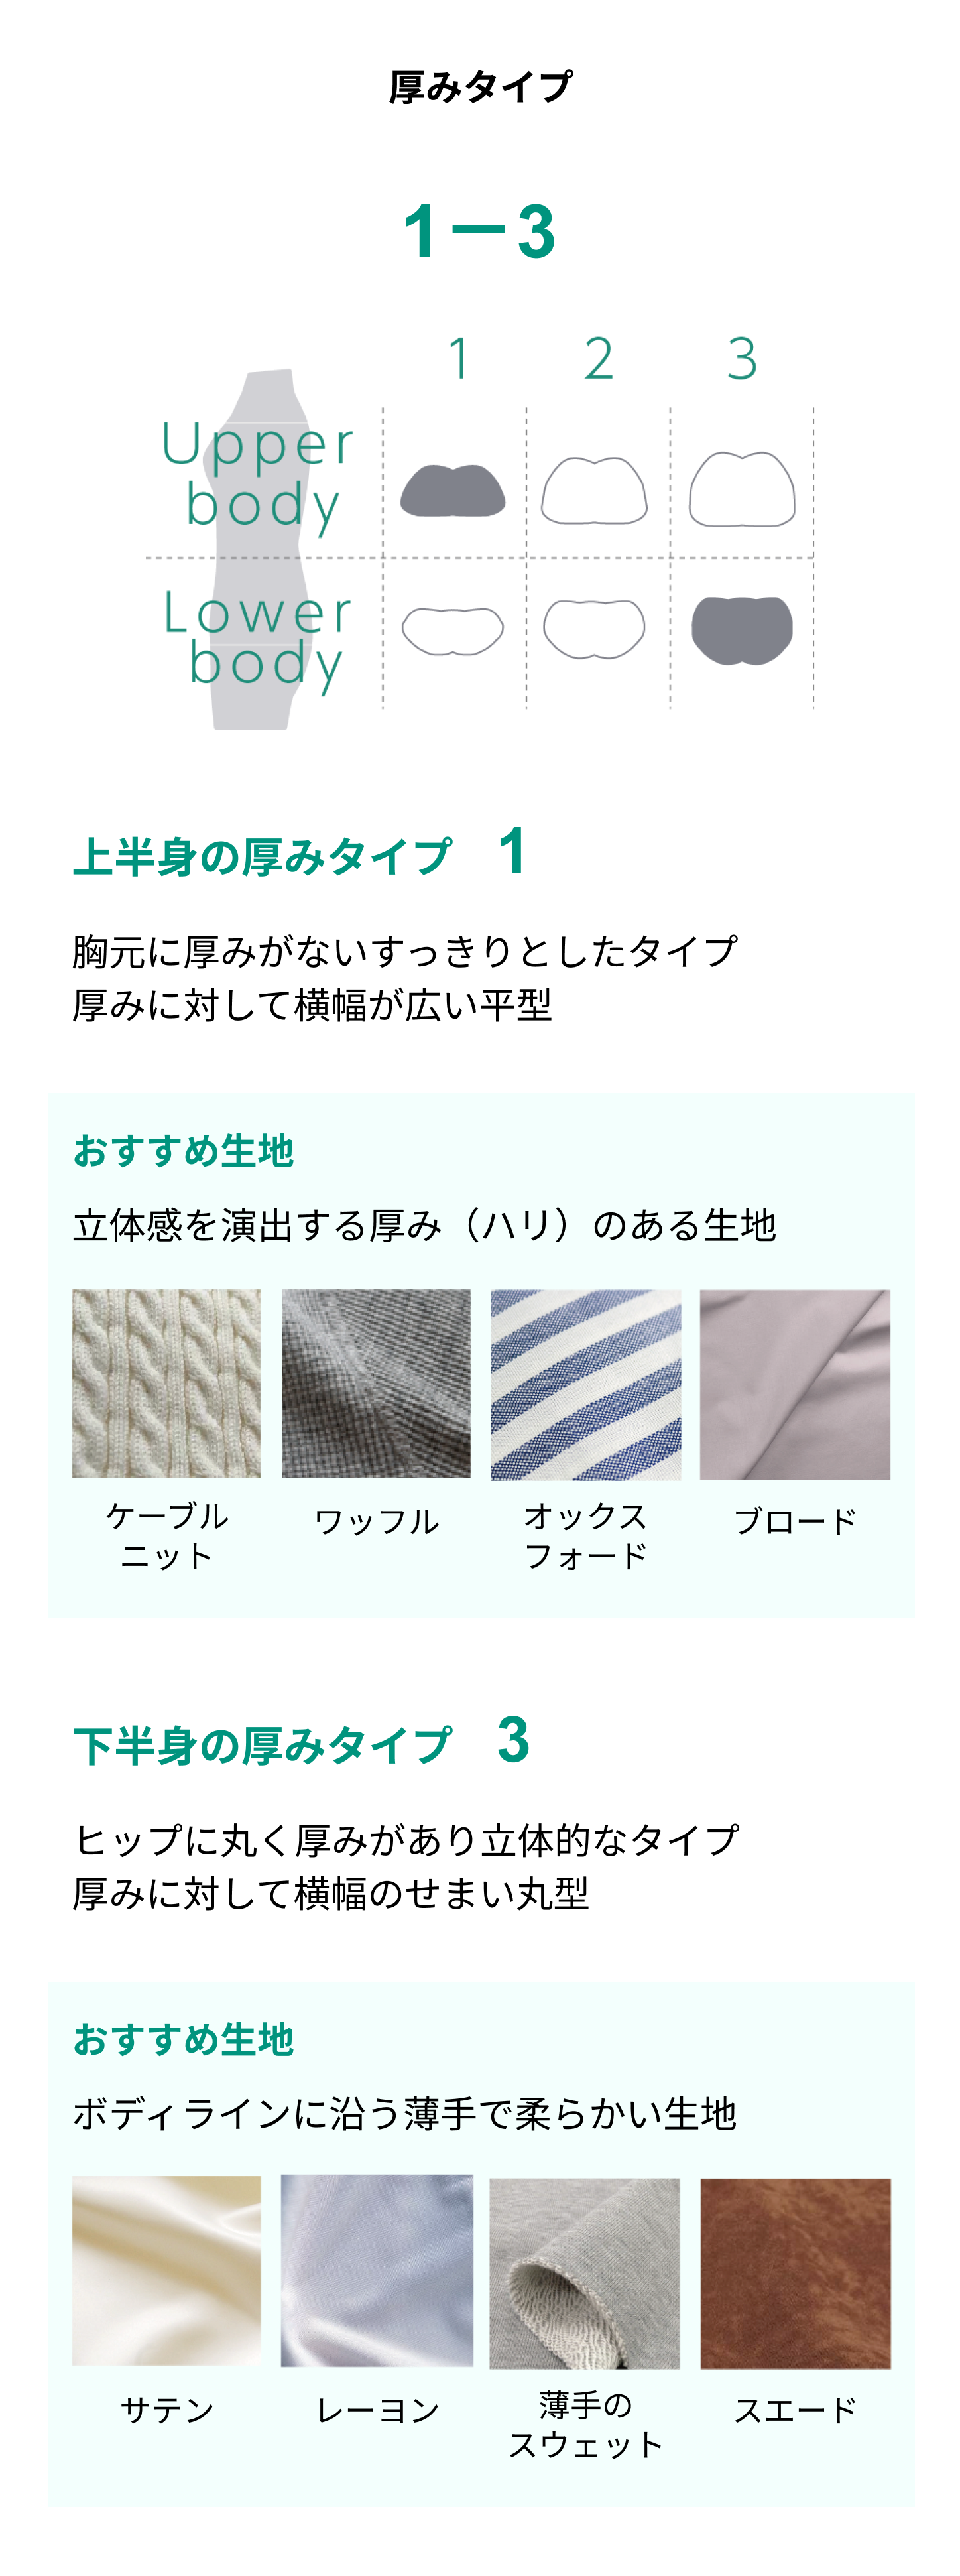 厚みタイプ
1ー3
1 2 3
Upper
body
Lower
body
上半身の厚みタイプ 1
胸元に厚みがないすっきりとしたタイプ
厚みに対して横幅が広い平型
おすすめ生地
立体感を演出する厚み（ハリ）のある生地
ケーブル
ニット
ワッフル
オックス
フォード
ブロード
下半身の厚みタイプ 3
ヒップに丸く厚みがあり立体的なタイプ
厚みに対して横幅のせまい丸型
おすすめ生地
ボディラインに沿う薄手で柔らかい生地
サテン
レーヨン
薄手の
スウェット
スエード